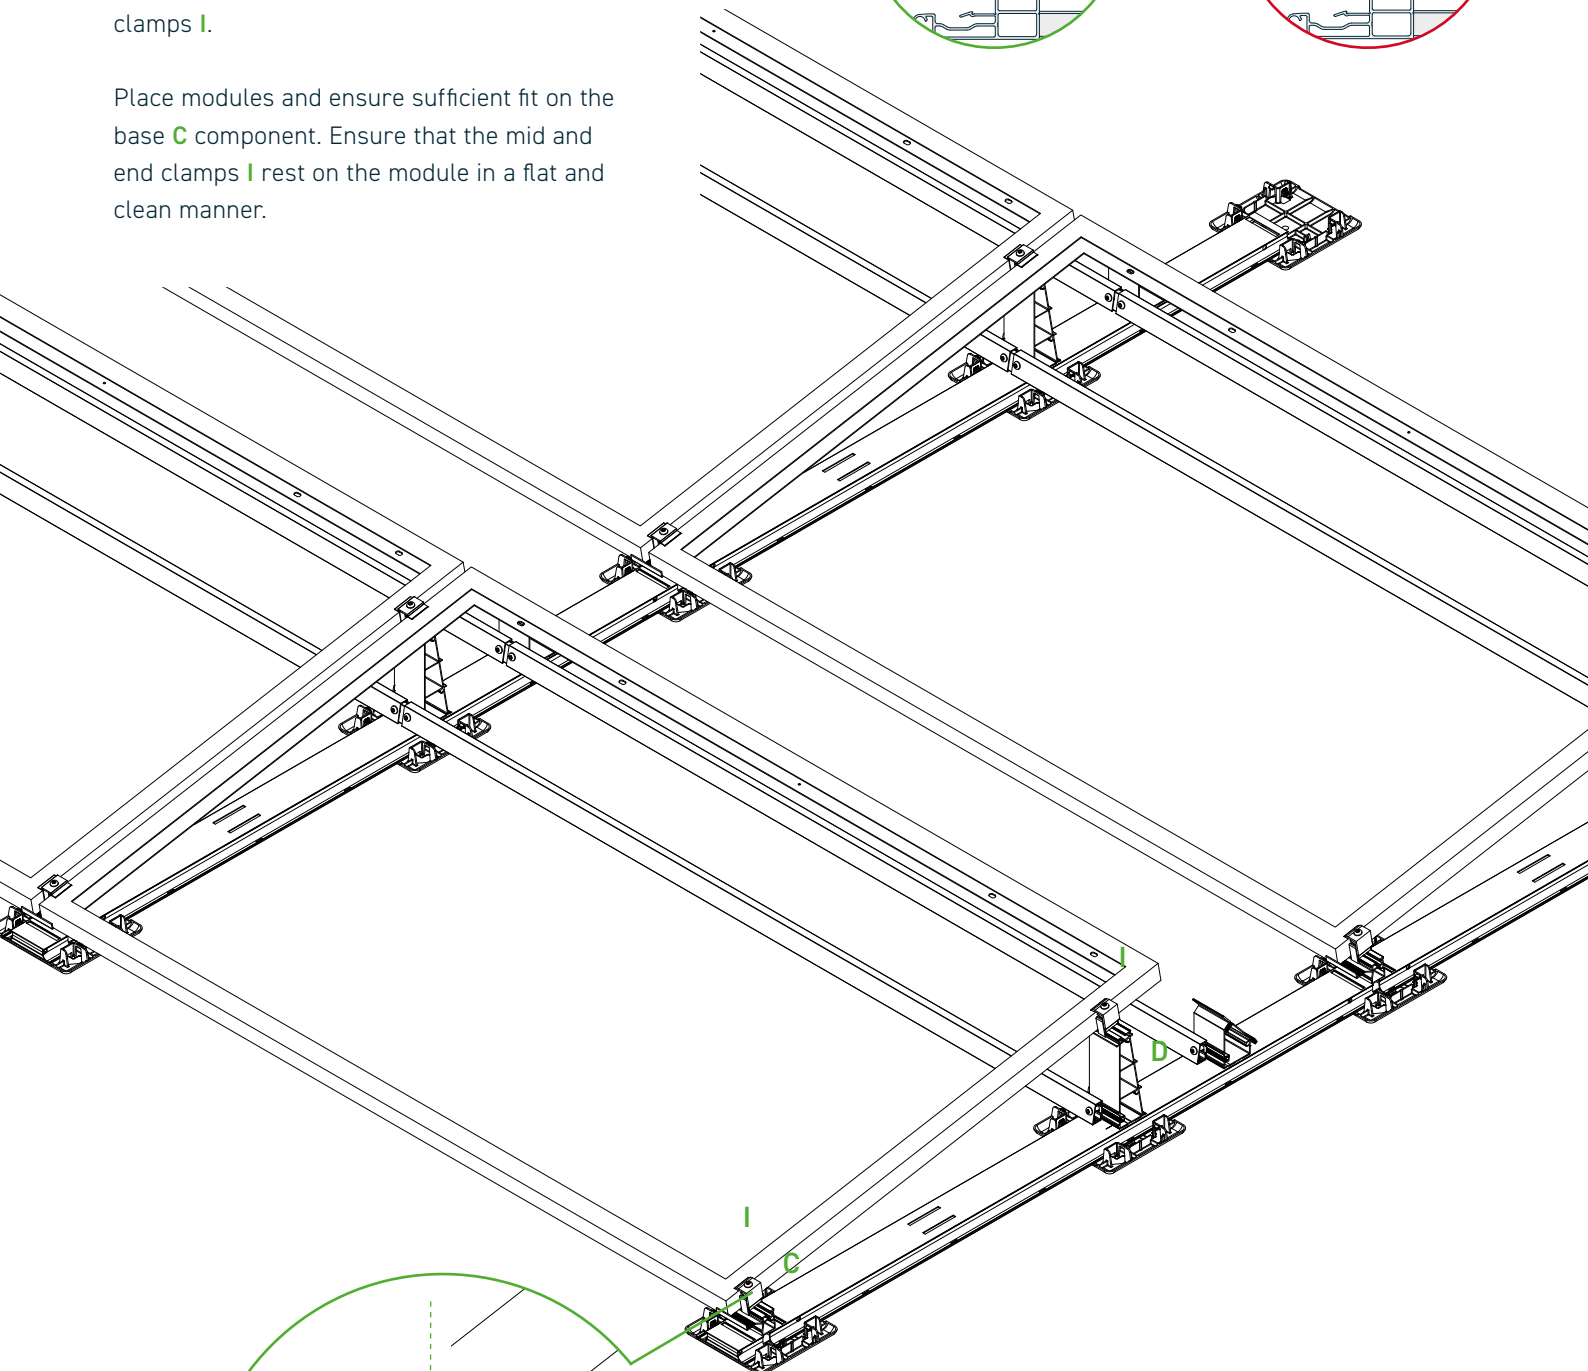 clamps I.
Place modules and ensure sufficient fit on the
base C component. Ensure that the mid and
end clamps I rest on the module in a flat and
clean manner.
I
D
I
C